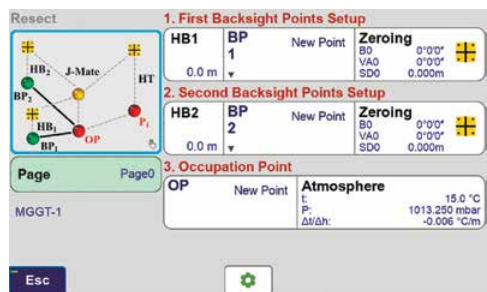 Resect
HB₂
J-Mate
HT
BP₂
HB₁
OP
P₁
BP₁
Page Page0
MGGT-1
Esc
1. First Backsight Points Setup
HB1
0.0 m
BP
1
New Point
Zeroing
B0 0°0'0"
VA0 0°0'0"
SD0 0.000m
2. Second Backsight Points Setup
HB2
0.0 m
BP
2
New Point
Zeroing
B0 0°0'0"
VA0 0°0'0"
SD0 0.000m
3. Occupation Point
OP
New Point
Atmosphere
t: 15.0 °C
P: 1013.250 mbar
Δt/Δh: -0.006 °C/m